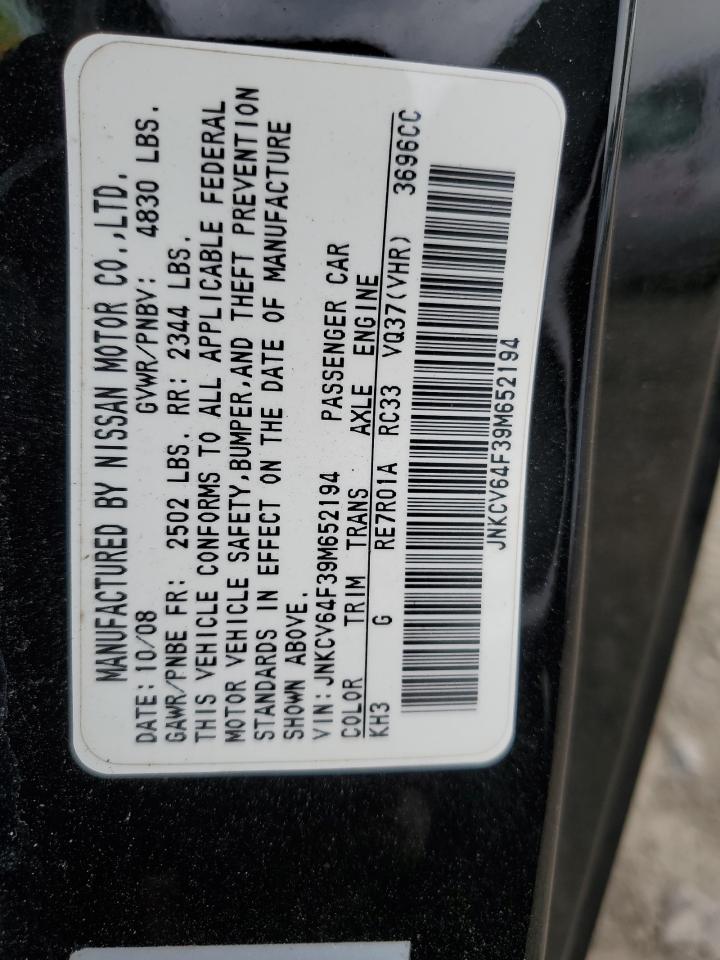 MANUFACTURED BY NISSAN MOTOR CO.,LTD.
DATE: 10/08 GVWR/PNBV: 4830 LBS.
GAWR/PNBE FR: 2502 LBS. RR: 2344 LBS.
THIS VEHICLE CONFORMS TO ALL APPLICABLE FEDERAL
MOTOR VEHICLE SAFETY,BUMPER,AND THEFT PREVENTION
STANDARDS IN EFFECT ON THE DATE OF MANUFACTURE
SHOWN ABOVE.
VIN: JNKCV64F39M652194 PASSENGER CAR
COLOR TRIM TRANS AXLE ENGINE
KH3 G RE7R01A RC33 VQ37(VHR) 3696CC
JNKCV64F39M652194